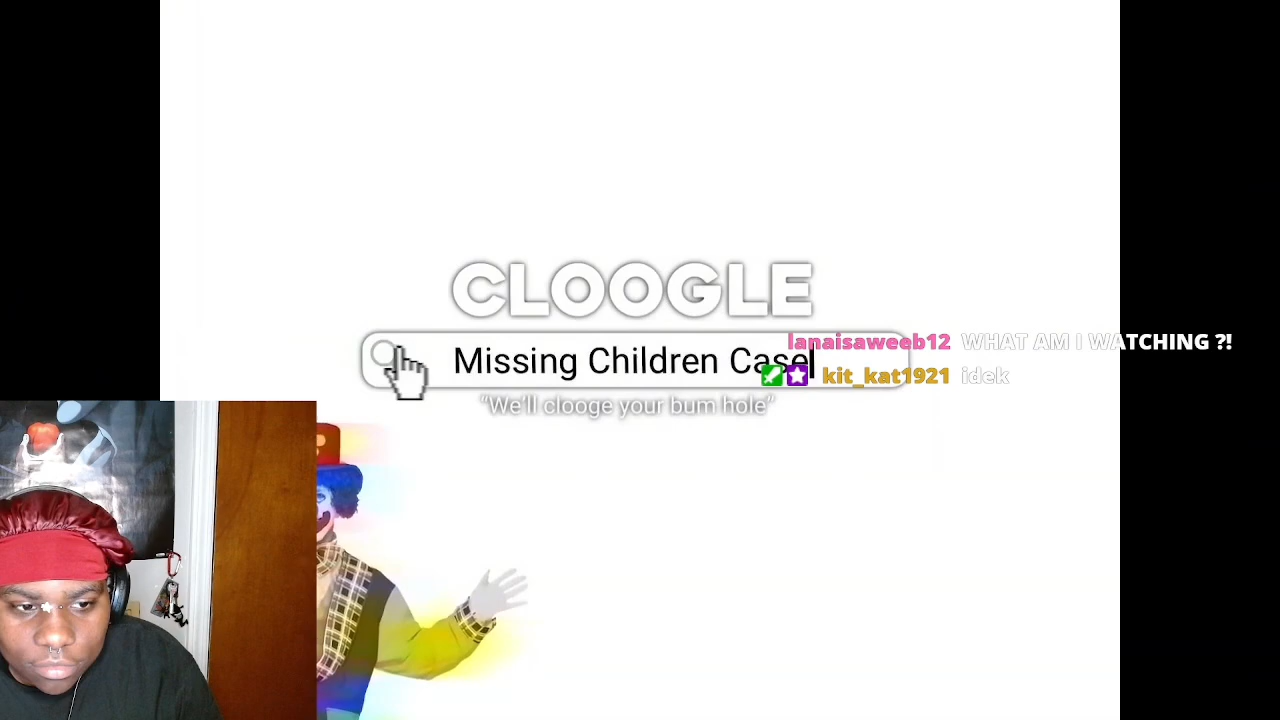 CLOOGLE
Missing Children Case
"We'll clooge your bum hole"
lanaisaweeb12 WHAT AM I WATCHING ?!
kit_kat1921 idek